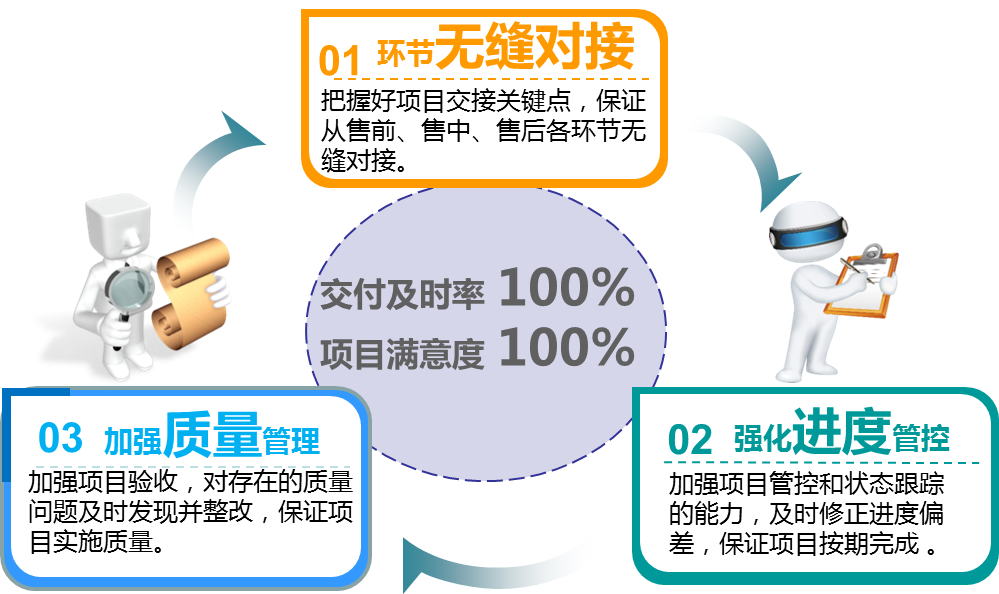 01 环节无缝对接
把握好项目交接关键点，保证
从售前、售中、售后各环节无
缝对接。
交付及时率 100%
项目满意度 100%
02 强化进度管控
加强项目管控和状态跟踪
的能力，及时修正进度偏
差，保证项目按期完成 。
03 加强质量管理
加强项目验收，对存在的质量
问题及时发现并整改，保证项
目实施质量。